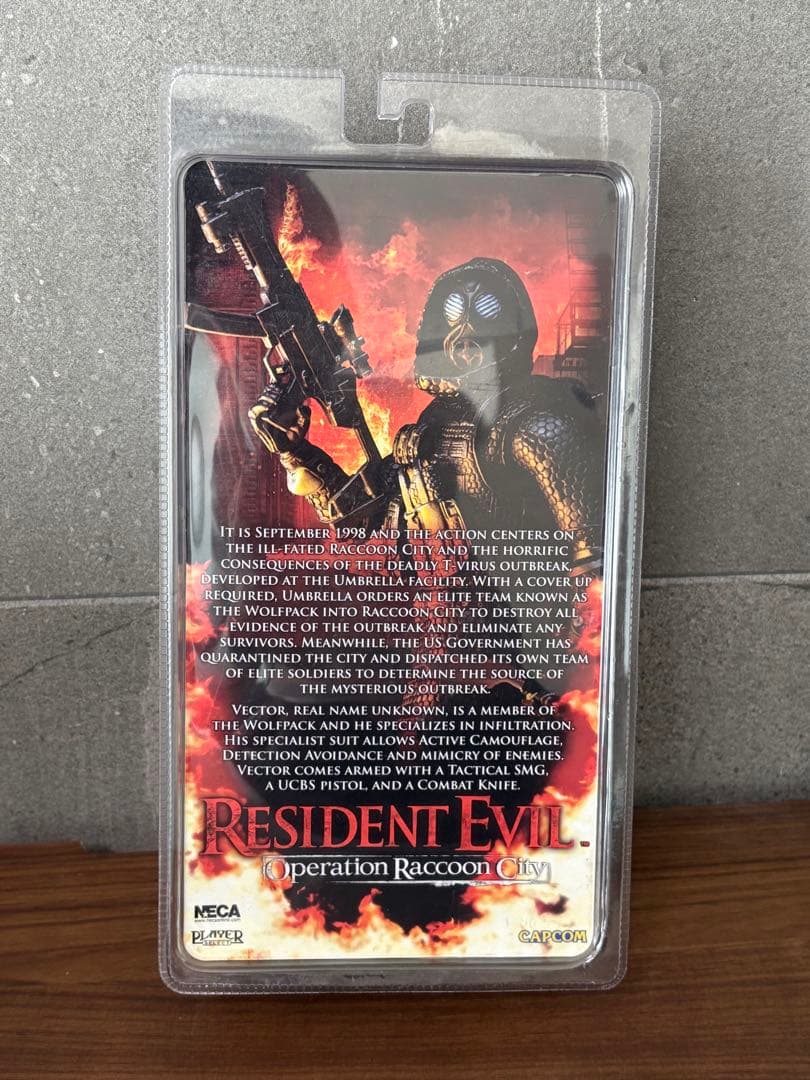 It is September 1998 and the action centers on
the ill-fated Raccoon City and the horrific
consequences of the deadly T-virus outbreak,
developed at the Umbrella facility. With a cover up
required, Umbrella orders an elite team known as
the Wolfpack into Raccoon City to destroy all
evidence of the outbreak and eliminate any
survivors. Meanwhile, the US Government has
quarantined the city and dispatched its own team
of elite soldiers to determine the source of
the mysterious outbreak.
Vector, real name unknown, is a member of
the Wolfpack and he specializes in infiltration.
His specialist suit allows Active Camouflage,
Detection Avoidance and mimicry of enemies.
Vector comes armed with a Tactical SMG,
a UCBS pistol, and a Combat Knife.
Resident Evil™
Operation Raccoon City
NECA
www.necaonline.com
PLAYER
SELECT
CAPCOM